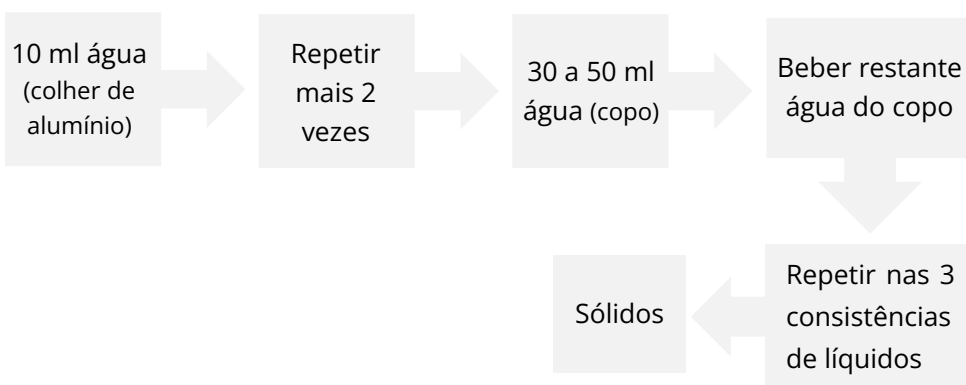 10 ml água
(colher de
alumínio)
Repetir
mais 2
vezes
30 a 50 ml
água (copo)
Beber restante
água do copo
Repetir nas 3
consistências
de líquidos
Sólidos